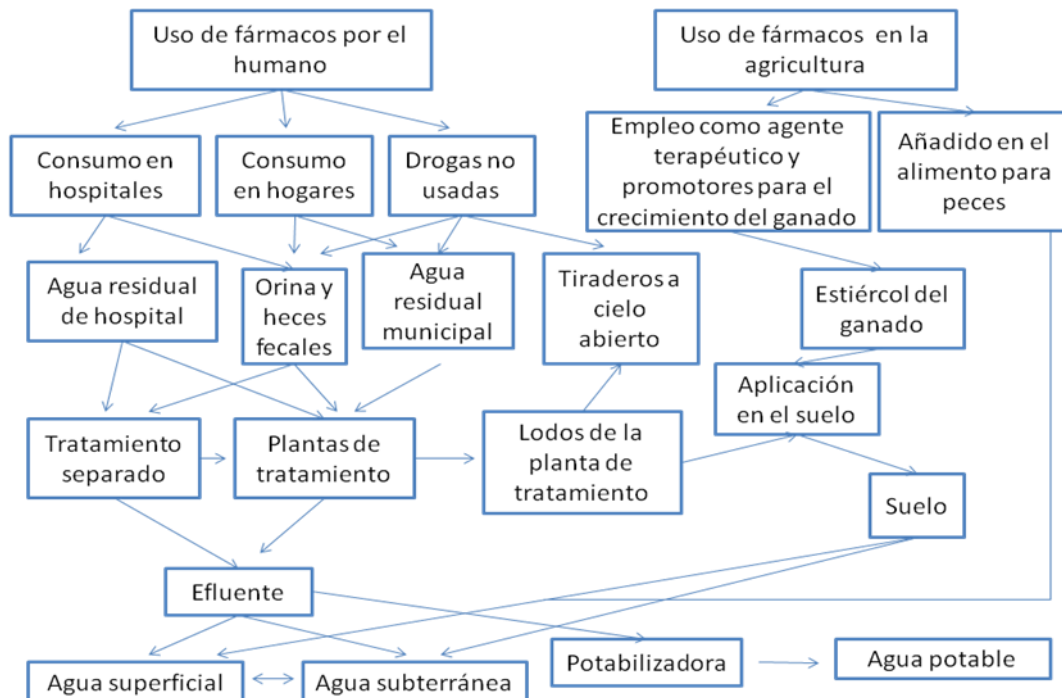 Uso de fármacos por el
humano
Uso de fármacos en la
agricultura
Consumo en
hospitales
Consumo
en hogares
Drogas no
usadas
Empleo como agente
terapéutico y
promotores para el
crecimiento del ganado
Añadido en el
alimento para
peces
Agua residual
de hospital
Orina y
heces
fecales
Agua
residual
municipal
Tiraderos a
cielo
abierto
Estiércol del
ganado
Aplicación
en el suelo
Tratamiento
separado
Plantas de
tratamiento
Lodos de la
planta de
tratamiento
Suelo
Efluente
Agua superficial
Agua subterránea
Potabilizadora
Agua potable